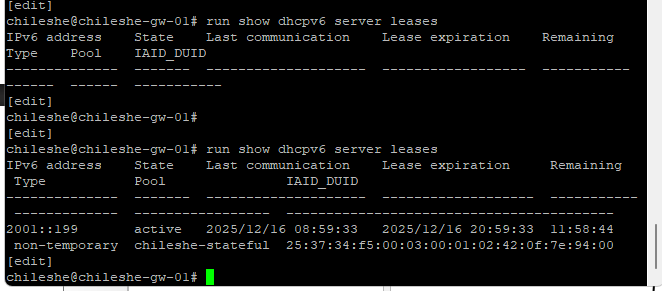 [edit]
chileshe@chileshe-gw-01# run show dhcpv6 server leases
IPv6 address    State    Last communication    Lease expiration    Remaining
Type    Pool    IAID_DUID
--------------  -------  --------------------  ------------------  -----------
------  ------  -----------
[edit]
chileshe@chileshe-gw-01#
[edit]
chileshe@chileshe-gw-01# run show dhcpv6 server leases
IPv6 address    State    Last communication    Lease expiration    Remaining
 Type           Pool               IAID_DUID
--------------  -------  --------------------  -------------------  -----------
 -------------  -----------------  -------------------------------------------
2001::199       active   2025/12/16 08:59:33   2025/12/16 20:59:33  11:58:44
 non-temporary  chileshe-stateful  25:37:34:f5:00:03:00:01:02:42:0f:7e:94:00
[edit]
chileshe@chileshe-gw-01#